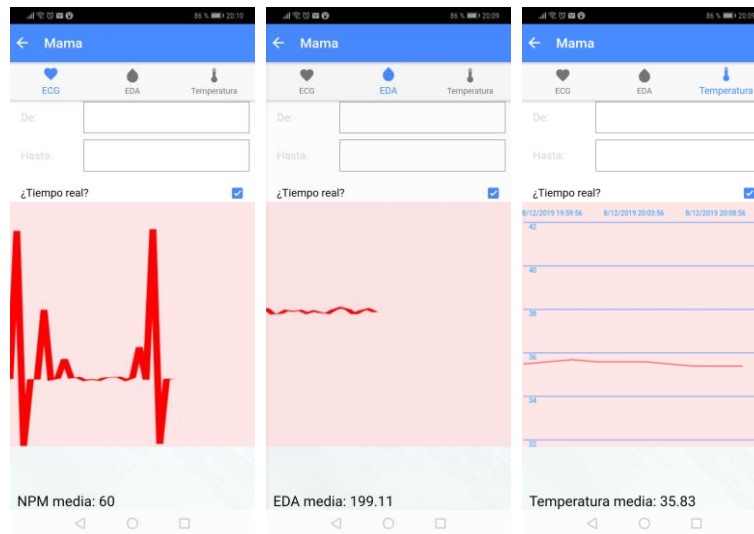 86 % 20:10
Mama
ECG EDA Temperatura
De:
Hasta:
¿Tiempo real?
NPM media: 60
86 % 20:09
Mama
ECG EDA Temperatura
De:
Hasta:
¿Tiempo real?
EDA media: 199.11
86 % 20:09
Mama
ECG EDA Temperatura
De:
Hasta:
¿Tiempo real?
8/12/2019 19:59:56 8/12/2019 20:03:56 8/12/2019 20:08:56
42
40
38
36
34
32
Temperatura media: 35.83